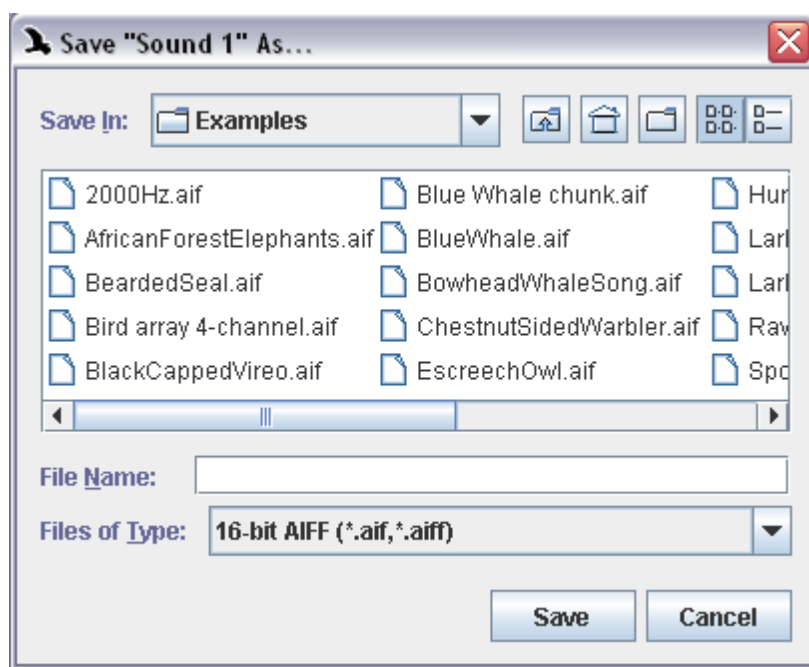 Save "Sound 1" As...
Save In: Examples
2000Hz.aif Blue Whale chunk.aif
AfricanForestElephants.aif BlueWhale.aif
BeardedSeal.aif BowheadWhaleSong.aif
Bird array 4-channel.aif ChestnutSidedWarbler.aif
BlackCappedVireo.aif EscreechOwl.aif
File Name:
Files of Type: 16-bit AIFF (*.aif,*.aiff)
Save Cancel